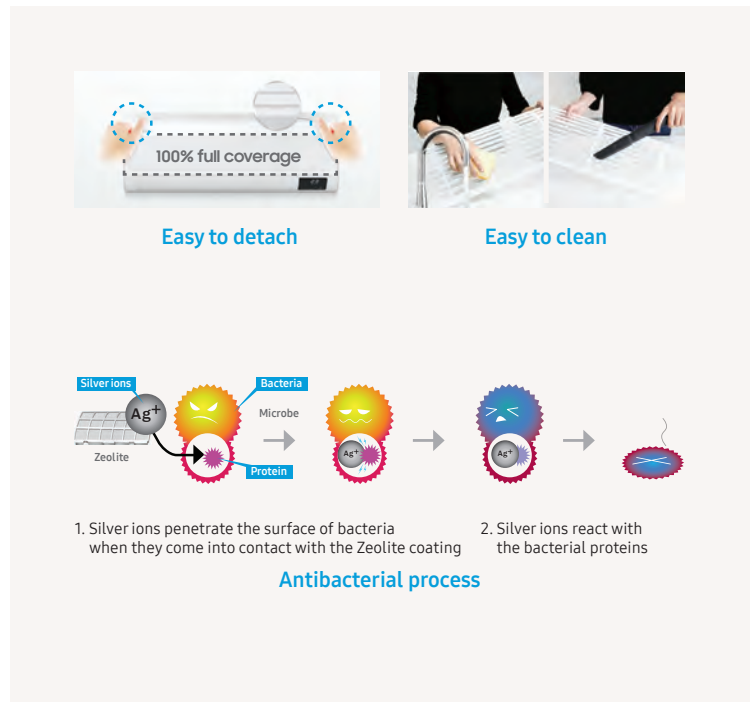 100% full coverage
Easy to detach
Easy to clean
Silver ions
Bacteria
Ag+
Microbe
Zeolite
Protein
Ag+
Ag+
1. Silver ions penetrate the surface of bacteria
when they come into contact with the Zeolite coating
2. Silver ions react with
the bacterial proteins
Antibacterial process